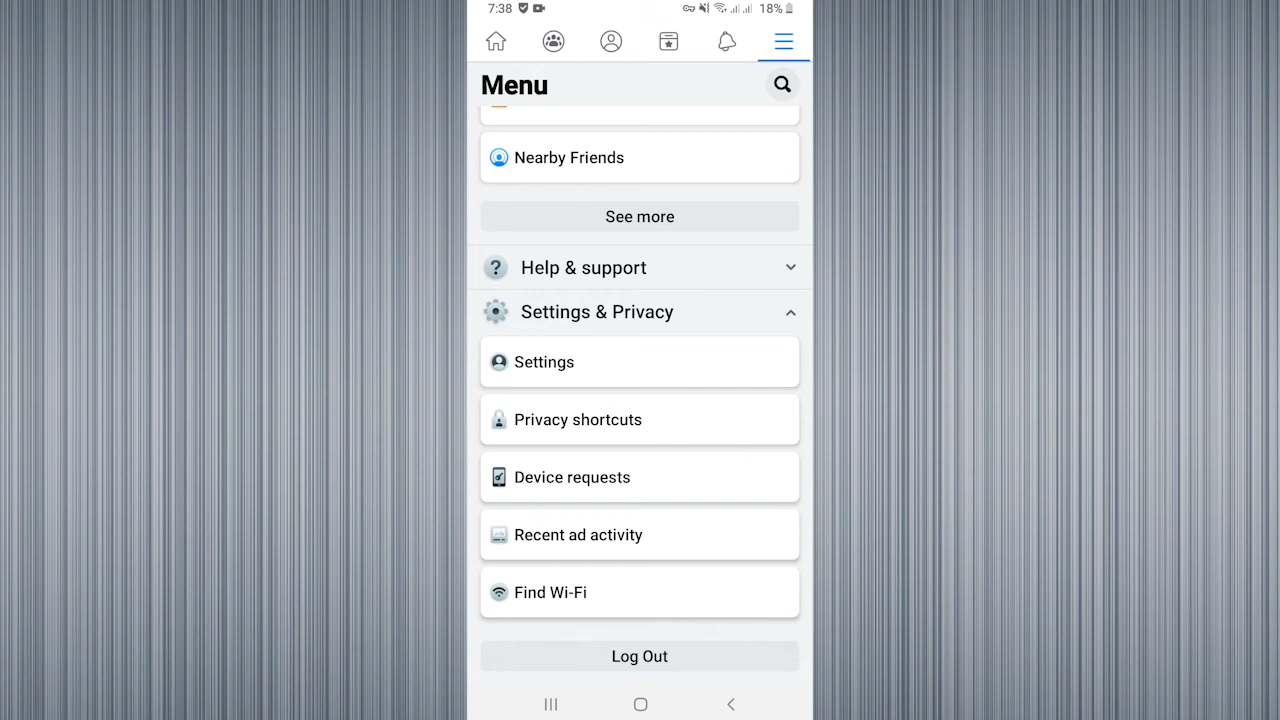 7:38 18%
Menu
Nearby Friends
See more
Help & support
Settings & Privacy
Settings
Privacy shortcuts
Device requests
Recent ad activity
Find Wi-Fi
Log Out